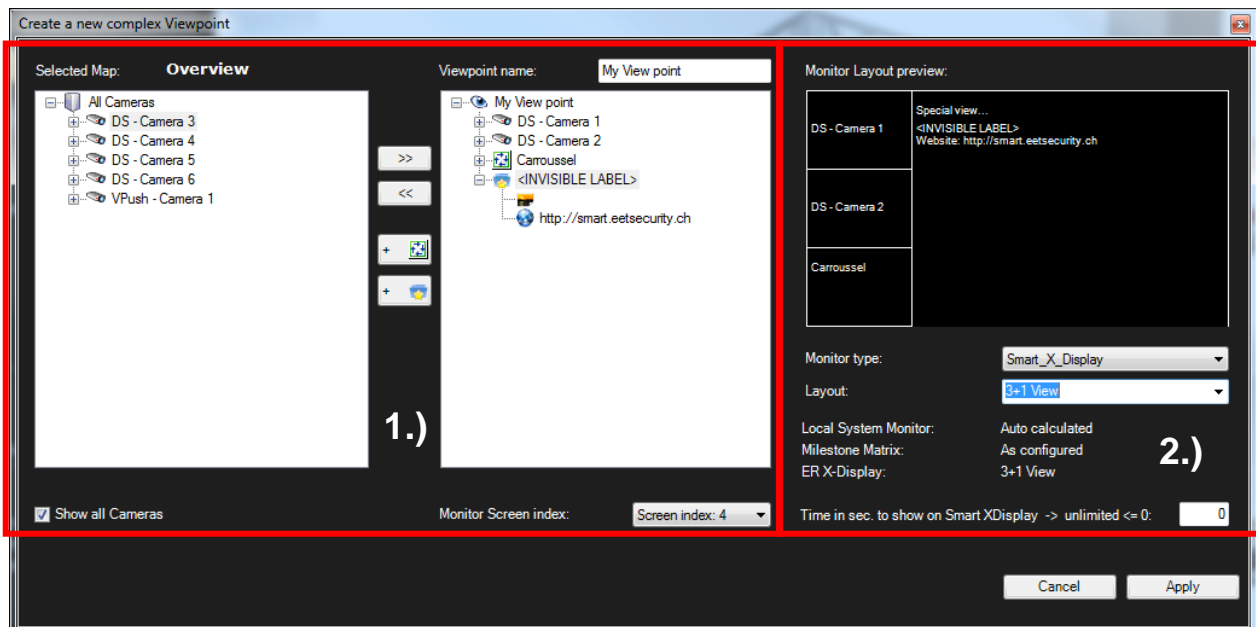 Create a new complex Viewpoint
Selected Map: Overview
Viewpoint name: My View point
All Cameras
DS - Camera 3
DS - Camera 4
DS - Camera 5
DS - Camera 6
VPush - Camera 1
>>
<<
+
+
My View point
DS - Camera 1
DS - Camera 2
Carroussel
<INVISIBLE LABEL>
http://smart.eetsecurity.ch
1.)
Show all Cameras
Monitor Screen index: Screen index: 4
Monitor Layout preview:
DS - Camera 1
DS - Camera 2
Carroussel
Special view...
<INVISIBLE LABEL>
Website: http://smart.eetsecurity.ch
Monitor type: Smart_X_Display
Layout: 3+1 View
Local System Monitor: Auto calculated
Milestone Matrix: As configured
ER X-Display: 3+1 View
2.)
Time in sec. to show on Smart XDisplay -> unlimited <= 0: 0
Cancel Apply